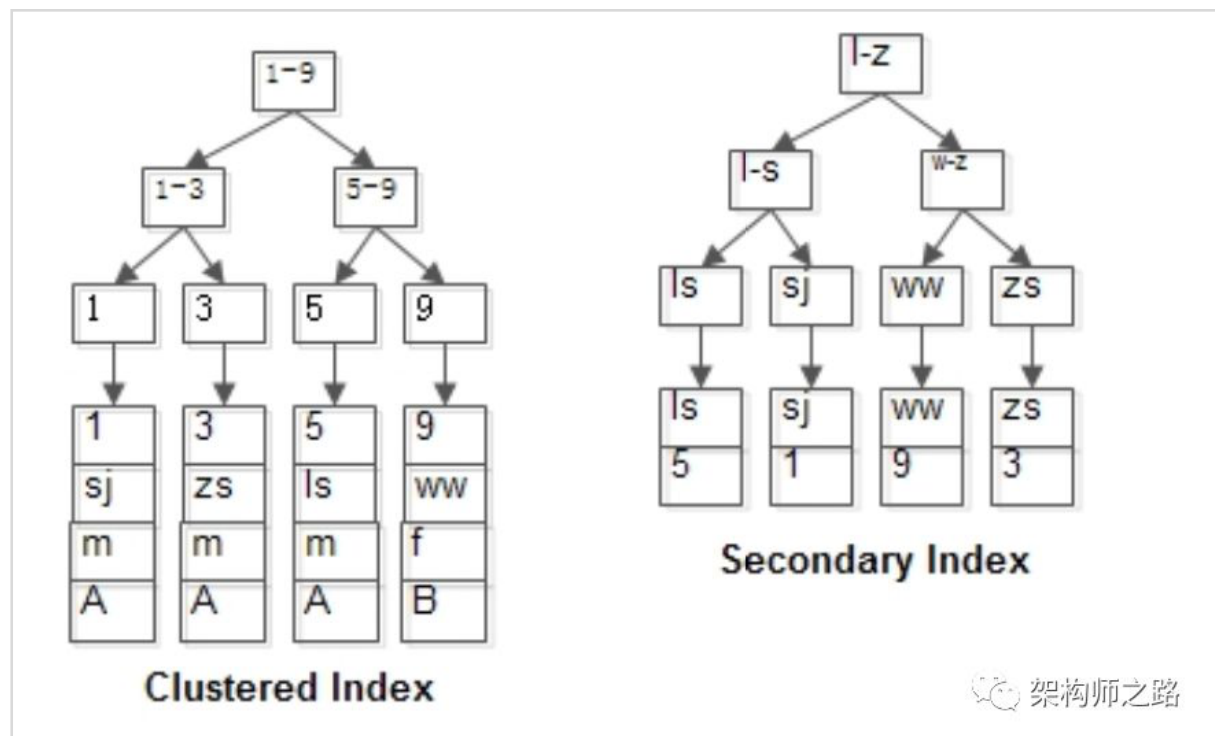 1-9
1-3
5-9
1
3
5
9
1
3
5
9
sj
zs
ls
ww
m
m
m
f
A
A
A
B
Clustered Index
l-z
l-s
w-z
ls
sj
ww
zs
ls
sj
ww
zs
5
1
9
3
Secondary Index
架构师之路